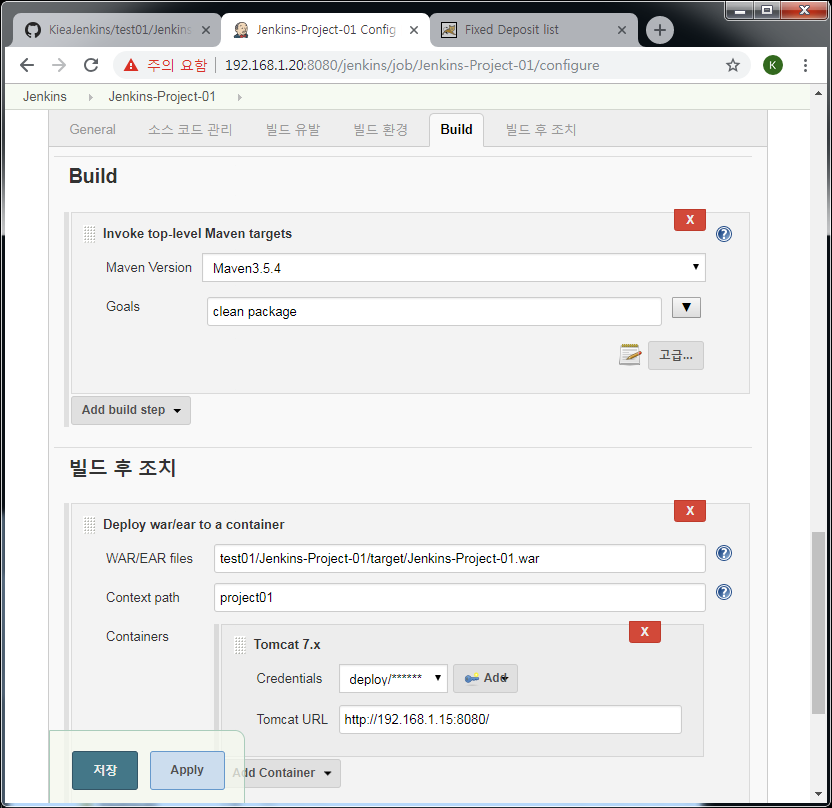 KieaJenkins/test01/Jenkins
Jenkins-Project-01 Config
Fixed Deposit list
주의 요함 192.168.1.20:8080/jenkins/job/Jenkins-Project-01/configure
K
Jenkins Jenkins-Project-01
General 소스 코드 관리 빌드 유발 빌드 환경 Build 빌드 후 조치
Build
X
Invoke top-level Maven targets
Maven Version Maven3.5.4
Goals clean package
고급...
Add build step
빌드 후 조치
X
Deploy war/ear to a container
WAR/EAR files test01/Jenkins-Project-01/target/Jenkins-Project-01.war
Context path project01
Containers
X
Tomcat 7.x
Credentials deploy/****** Add
Tomcat URL http://192.168.1.15:8080/
저장 Apply Add Container